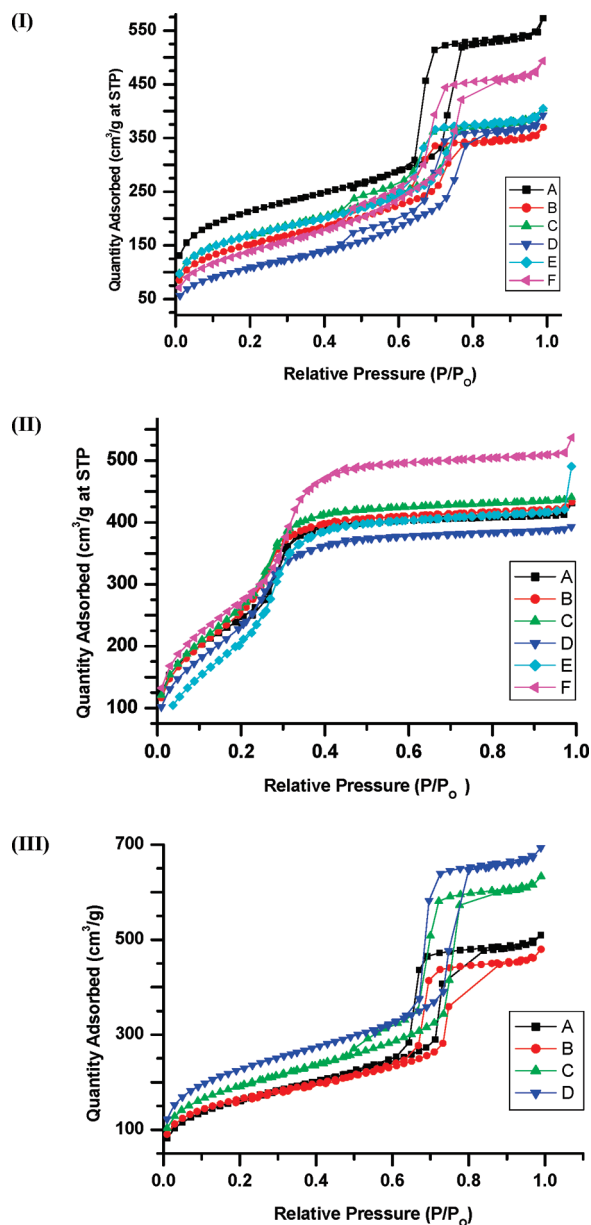 (I)
Quantity Adsorbed (cm³/g at STP)
550
450
350
250
150
50
A
B
C
D
E
F
0.0 0.2 0.4 0.6 0.8 1.0
Relative Pressure (P/P_O)
(II)
Quantity Adsorbed (cm³/g at STP
500
400
300
200
100
A
B
C
D
E
F
0.0 0.2 0.4 0.6 0.8 1.0
Relative Pressure (P/P_O)
(III)
Quantity Adsorbed (cm³/g)
700
500
300
100
A
B
C
D
0.0 0.2 0.4 0.6 0.8 1.0
Relative Pressure (P/P_O)